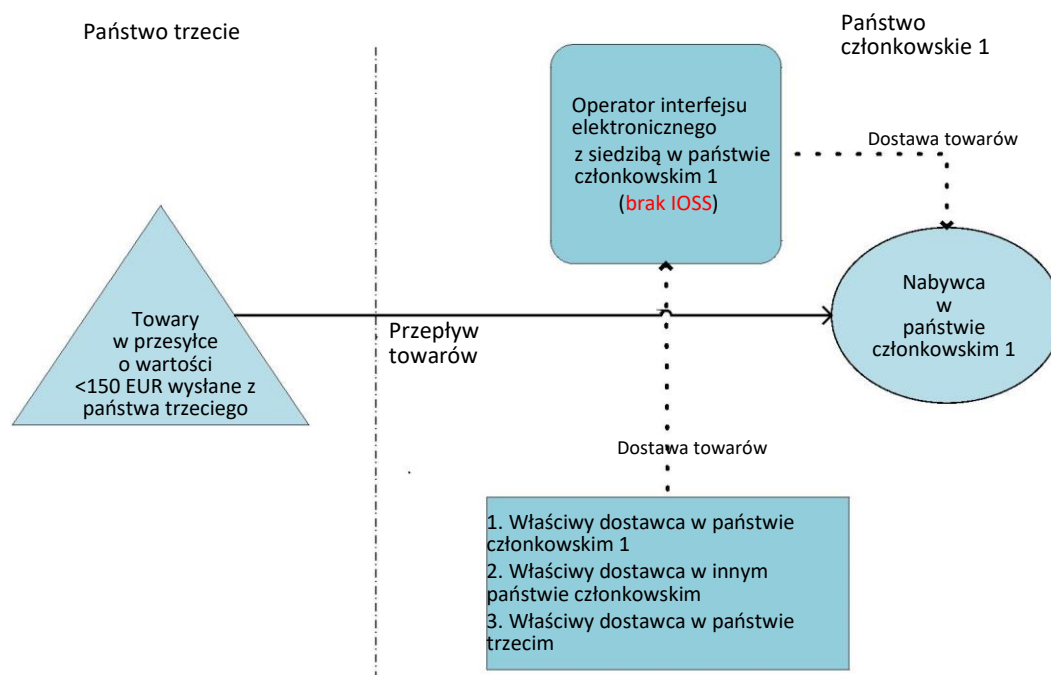 Państwo trzecie
Państwo
członkowskie 1
Operator interfejsu
elektronicznego
z siedzibą w państwie
członkowskim 1
(brak IOSS)
Dostawa towarów
Towary
w przesyłce
o wartości
<150 EUR wysłane z
państwa trzeciego
Przepływ
towarów
Nabywca
w
państwie
członkowskim 1
Dostawa towarów
1. Właściwy dostawca w państwie
członkowskim 1
2. Właściwy dostawca w innym
państwie członkowskim
3. Właściwy dostawca w państwie
trzecim